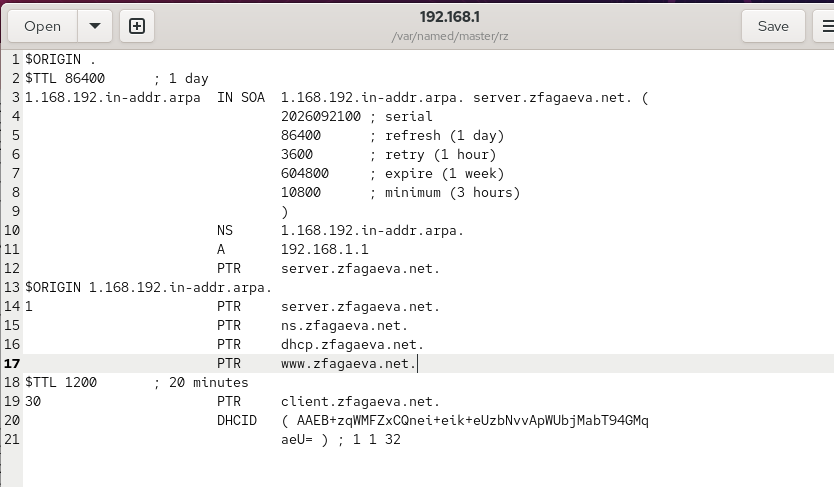 Open
192.168.1
/var/named/master/rz
Save
1 $ORIGIN .
2 $TTL 86400      ; 1 day
3 1.168.192.in-addr.arpa  IN SOA  1.168.192.in-addr.arpa. server.zfagaeva.net. (
4                                 2026092100 ; serial
5                                 86400      ; refresh (1 day)
6                                 3600       ; retry (1 hour)
7                                 604800     ; expire (1 week)
8                                 10800      ; minimum (3 hours)
9                                 )
10                         NS      1.168.192.in-addr.arpa.
11                         A       192.168.1.1
12                         PTR     server.zfagaeva.net.
13 $ORIGIN 1.168.192.in-addr.arpa.
14 1                       PTR     server.zfagaeva.net.
15                         PTR     ns.zfagaeva.net.
16                         PTR     dhcp.zfagaeva.net.
17                         PTR     www.zfagaeva.net.
18 $TTL 1200       ; 20 minutes
19 30                      PTR     client.zfagaeva.net.
20                         DHCID   ( AAEB+zqWMFZxCQnei+eik+eUzbNvvApWUbjMabT94GMq
21                                 aeU= ) ; 1 1 32